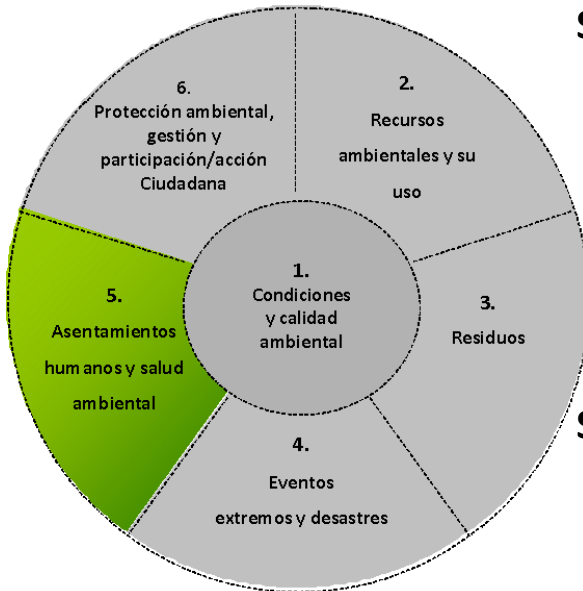 1.
Condiciones
y calidad
ambiental
2.
Recursos
ambientales y su
uso
3.
Residuos
4.
Eventos
extremos y desastres
5.
Asentamientos
humanos y salud
ambiental
6.
Protección ambiental,
gestión y
participación/acción
Ciudadana
S
S